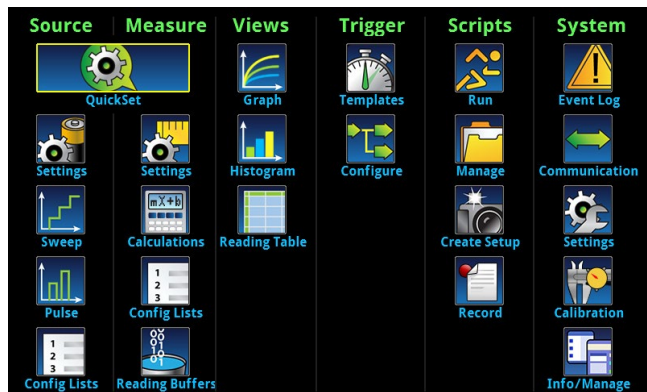 Source Measure Views Trigger Scripts System
QuickSet Graph Templates Run Event Log
Settings Settings Histogram Configure Manage Communication
mX+b
Sweep Calculations Reading Table Create Setup Settings
1
2
3
Pulse Config Lists Record Calibration
1
2
3
Config Lists Reading Buffers Info/Manage